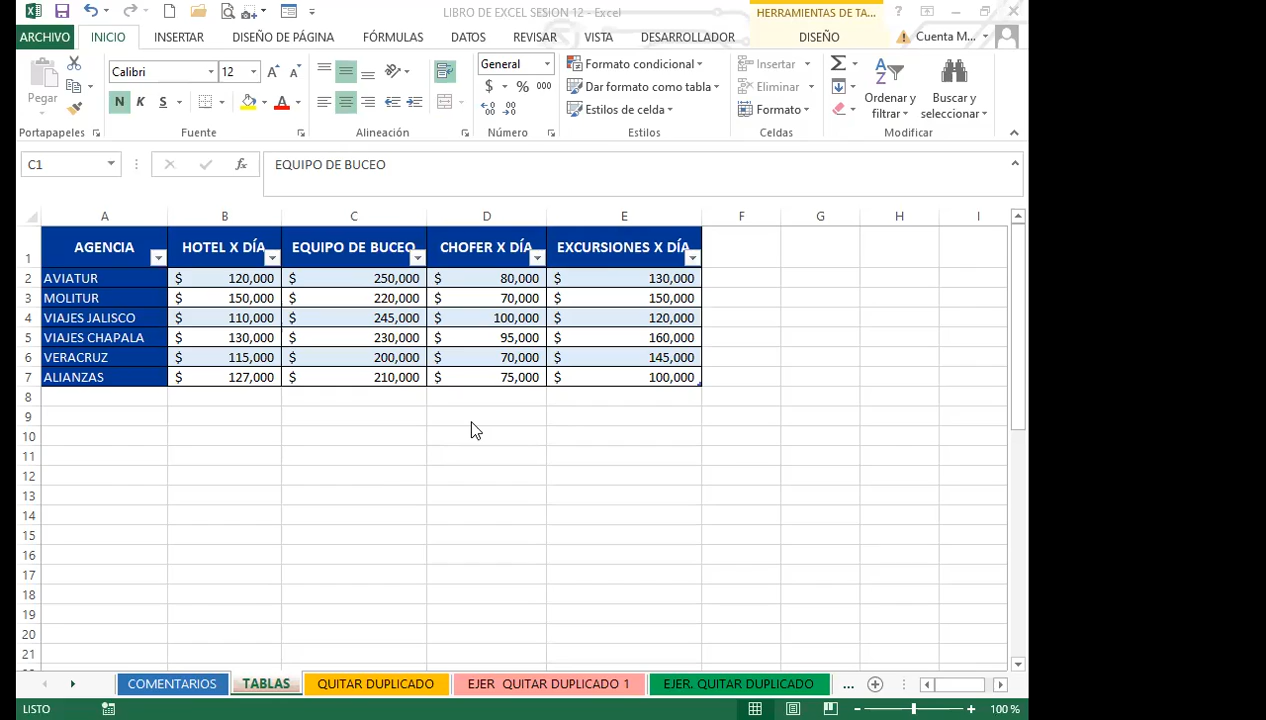 LIBRO DE EXCEL SESION 12 - Excel
HERRAMIENTAS DE TA...
?
ARCHIVO INICIO INSERTAR DISEÑO DE PÁGINA FÓRMULAS DATOS REVISAR VISTA DESARROLLADOR DISEÑO Cuenta M...
Pegar
Calibri 12
N K S
General
$ % 000
Formato condicional
Dar formato como tabla
Estilos de celda
Insertar
Eliminar
Formato
Ordenar y filtrar
Buscar y seleccionar
Portapapeles Fuente Alineación Número Estilos Celdas Modificar
C1 fx EQUIPO DE BUCEO
A B C D E F G H I
1 AGENCIA HOTEL X DÍA EQUIPO DE BUCEO CHOFER X DÍA EXCURSIONES X DÍA
2 AVIATUR $ 120,000 $ 250,000 $ 80,000 $ 130,000
3 MOLITUR $ 150,000 $ 220,000 $ 70,000 $ 150,000
4 VIAJES JALISCO $ 110,000 $ 245,000 $ 100,000 $ 120,000
5 VIAJES CHAPALA $ 130,000 $ 230,000 $ 95,000 $ 160,000
6 VERACRUZ $ 115,000 $ 200,000 $ 70,000 $ 145,000
7 ALIANZAS $ 127,000 $ 210,000 $ 75,000 $ 100,000
8
9
10
11
12
13
14
15
16
17
18
19
20
21
COMENTARIOS TABLAS QUITAR DUPLICADO EJER QUITAR DUPLICADO 1 EJER. QUITAR DUPLICADO ...
LISTO 100 %